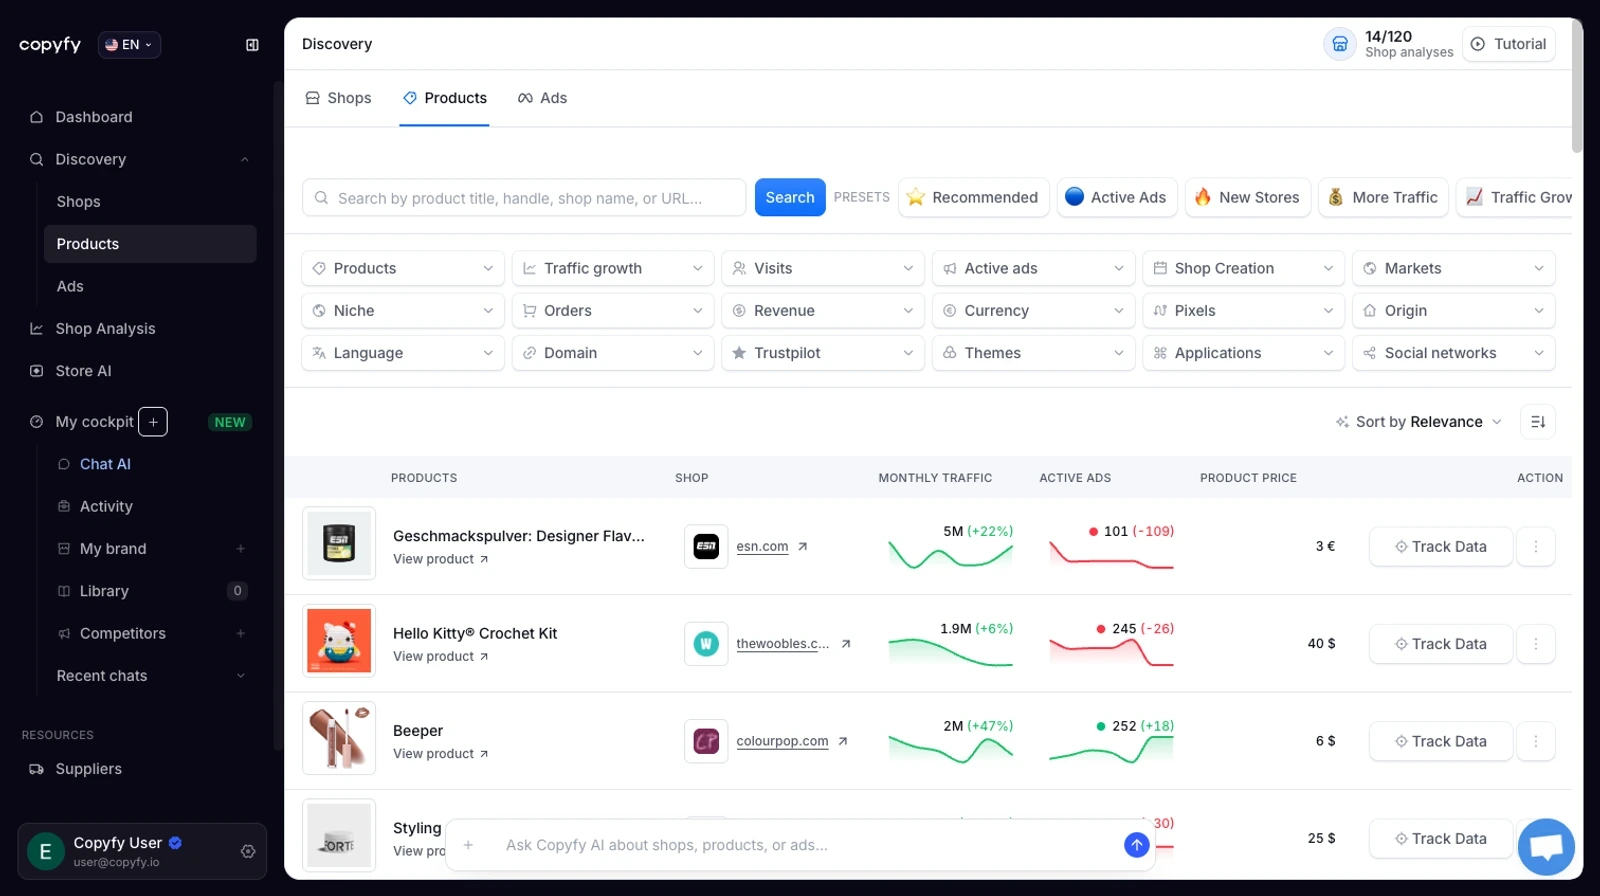 copyfy
EN
Discovery
14/120
Shop analyses
Tutorial
Dashboard
Discovery
Shops
Products
Ads
Shop Analysis
Store AI
My cockpit
+
NEW
Chat AI
Activity
My brand
+
Library
0
Competitors
+
Recent chats
RESOURCES
Suppliers
E
Copyfy User
user@copyfy.io
Shops
Products
Ads
Search by product title, handle, shop name, or URL...
Search
PRESETS
Recommended
Active Ads
New Stores
More Traffic
Traffic Grow
Products
Traffic growth
Visits
Active ads
Shop Creation
Markets
Niche
Orders
Revenue
Currency
Pixels
Origin
Language
Domain
Trustpilot
Themes
Applications
Social networks
Sort by Relevance
PRODUCTS
SHOP
MONTHLY TRAFFIC
ACTIVE ADS
PRODUCT PRICE
ACTION
ESN
Geschmackspulver: Designer Flav...
View product
ESN
esn.com
5M (+22%)
101 (-109)
3 €
Track Data
Hello Kitty® Crochet Kit
View product
W
thewoobles.c...
1.9M (+6%)
245 (-26)
40 $
Track Data
Beeper
View product
CP
colourpop.com
2M (+47%)
252 (+18)
6 $
Track Data
Styling
View pro
30)
25 $
Track Data
+
Ask Copyfy AI about shops, products, or ads...